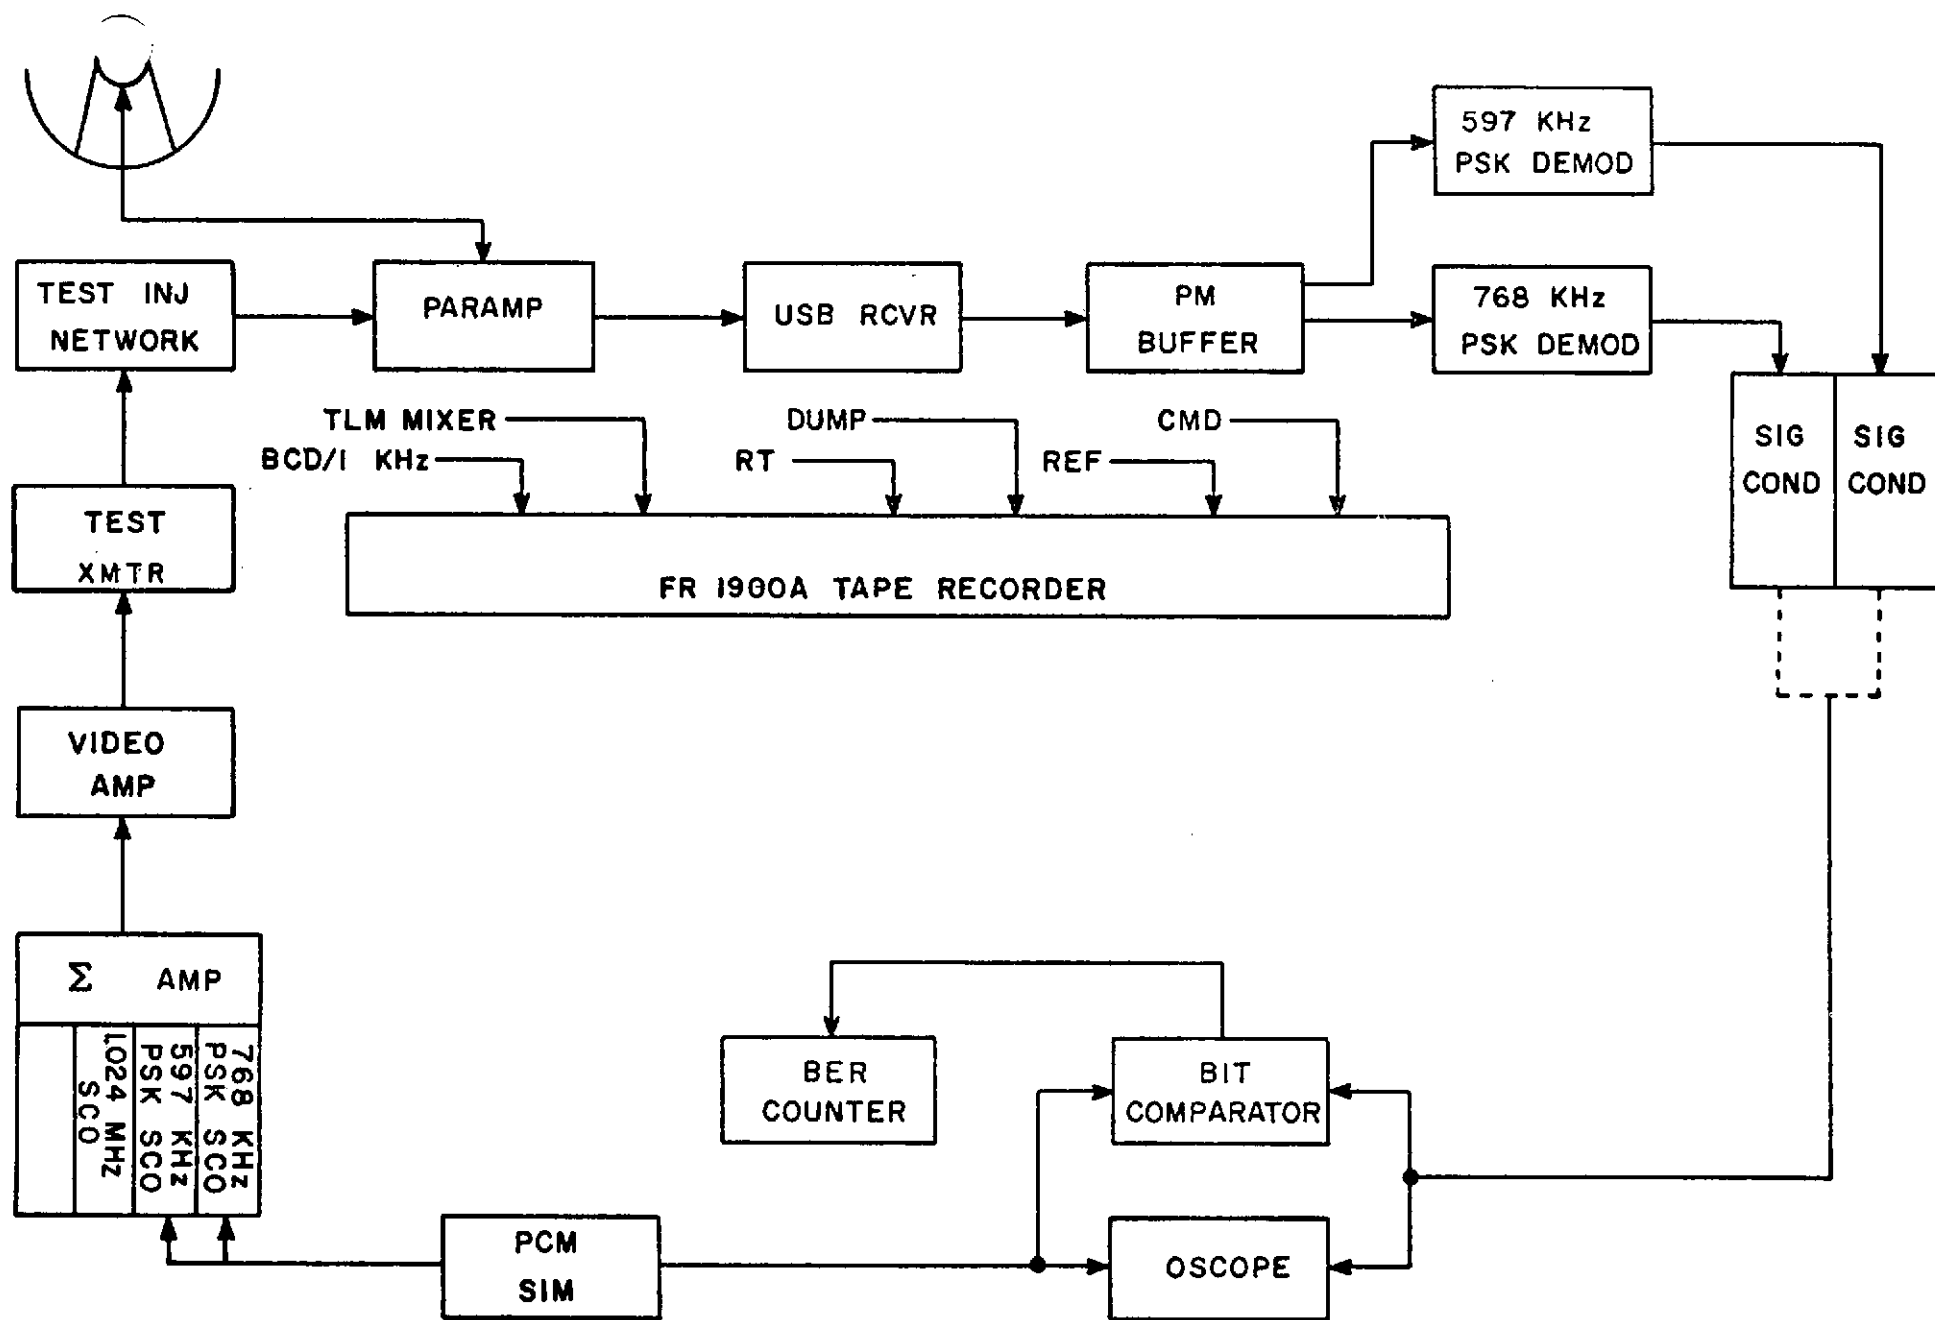 597 KHz
PSK DEMOD
TEST INJ
NETWORK
PARAMP
USB RCVR
PM
BUFFER
768 KHz
PSK DEMOD
TLM MIXER
DUMP
CMD
BCD/1 KHz
RT
REF
SIG
COND
SIG
COND
TEST
XMTR
FR 1900A TAPE RECORDER
VIDEO
AMP
Σ AMP
768 KHz
PSK SCO
597 KHz
PSK SCO
1.024 MHz
SCO
BER
COUNTER
BIT
COMPARATOR
PCM
SIM
OSCOPE